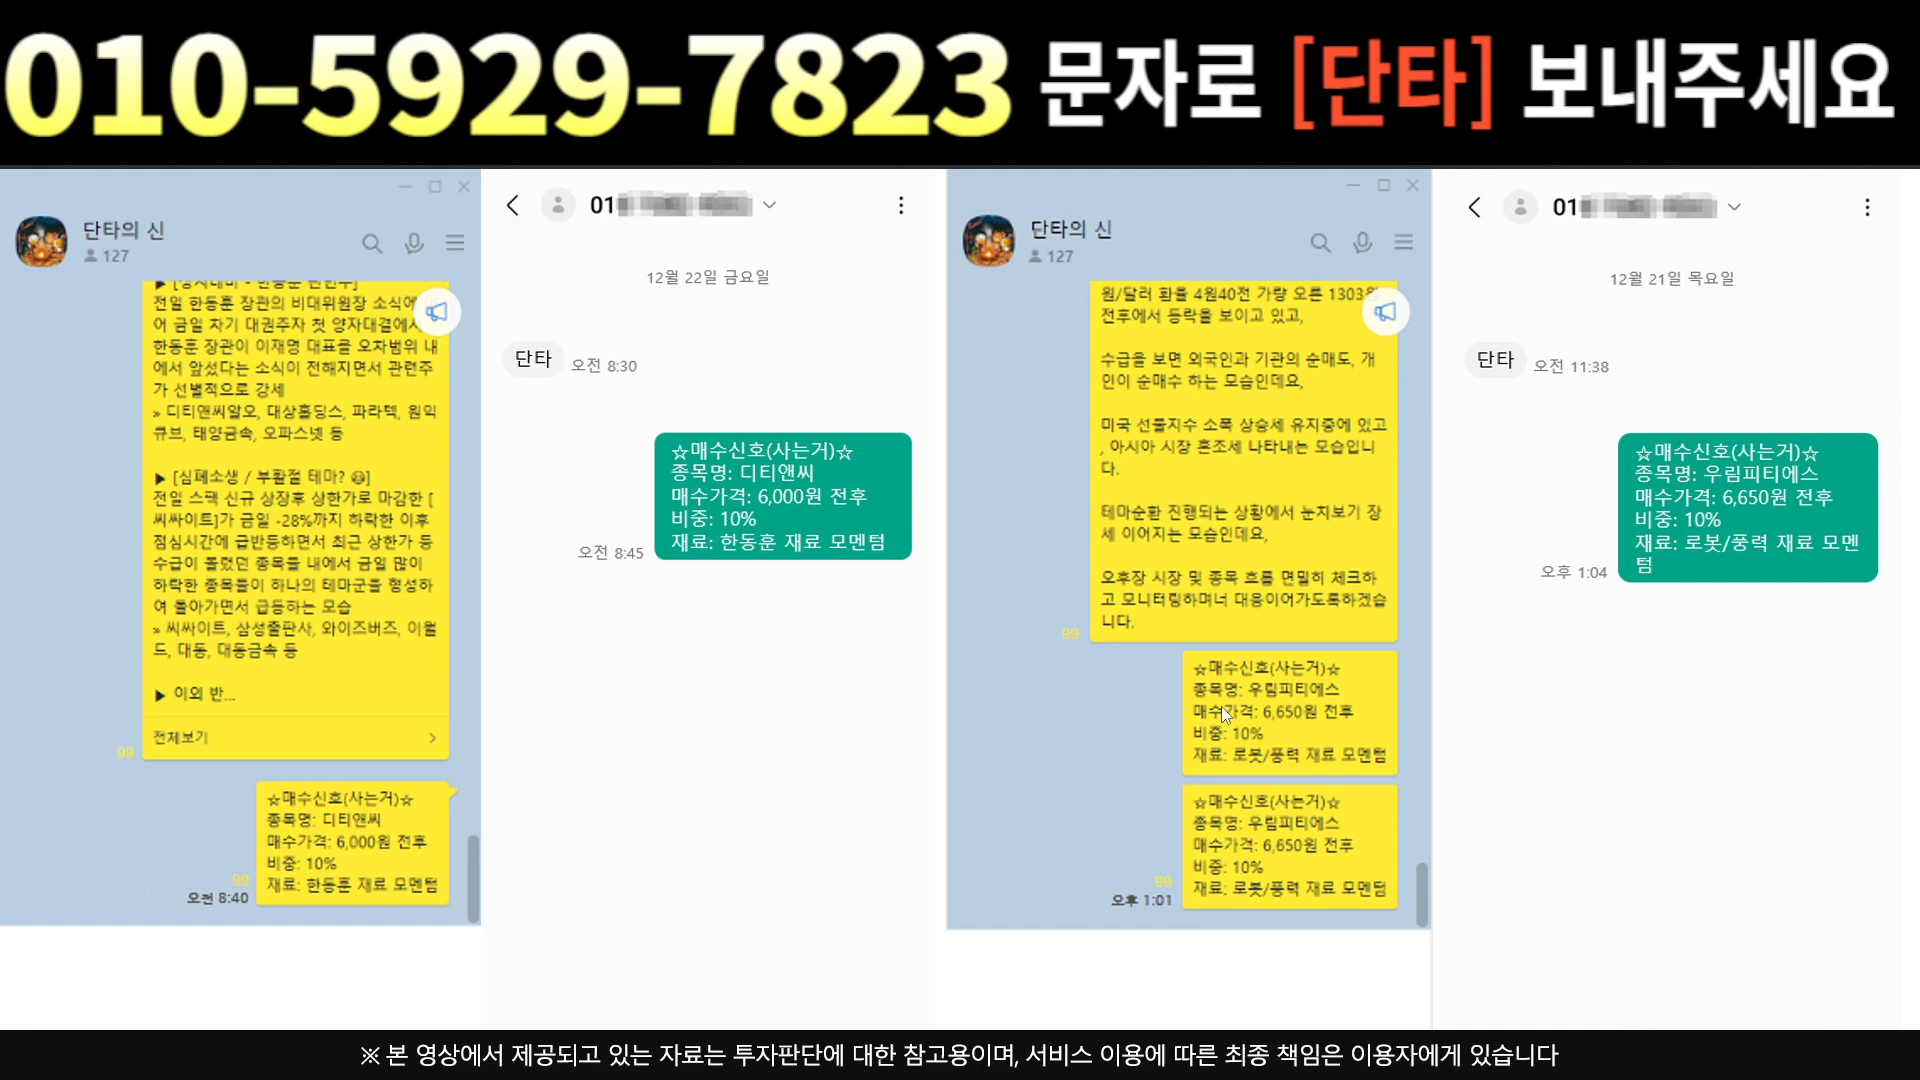 010-5929-7823 문자로 [단타] 보내주세요
단타의 신
127
전일 한동훈 장관의 비대위원장 소식에
어 금일 차기 대권주자 첫 양자대결에서
한동훈 장관이 이재명 대표를 오차범위 내
에서 앞섰다는 소식이 전해지면서 관련주
가 선별적으로 강세
» 디티앤씨알오, 대상홀딩스, 파라텍, 원익
큐브, 태양금속, 오파스넷 등
▶ [심폐소생 / 부활절 테마? 😆]
전일 스팩 신규 상장후 상한가로 마감한 [
씨싸이트]가 금일 -28%까지 하락한 이후
점심시간에 급반등하면서 최근 상한가 등
수급이 몰렸던 종목들 내에서 금일 많이
하락한 종목들이 하나의 테마군을 형성하
여 돌아가면서 급등하는 모습
» 씨싸이트, 삼성출판사, 와이즈버즈, 이월
드, 대동, 대동금속 등
▶ 이외 반...
전체보기
99
☆매수신호(사는거)☆
종목명: 디티앤씨
매수가격: 6,000원 전후
비중: 10%
재료: 한동훈 재료 모멘텀
99
오전 8:40
01
12월 22일 금요일
단타
오전 8:30
☆매수신호(사는거)☆
종목명: 디티앤씨
매수가격: 6,000원 전후
비중: 10%
재료: 한동훈 재료 모멘텀
오전 8:45
단타의 신
127
원/달러 환율 4원40전 가량 오른 1303원
전후에서 등락을 보이고 있고,
수급을 보면 외국인과 기관의 순매도, 개
인이 순매수 하는 모습인데요,
미국 선물지수 소폭 상승세 유지중에 있고
, 아시아 시장 혼조세 나타내는 모습입니
다.
테마순환 진행되는 상황에서 눈치보기 장
세 이어지는 모습인데요,
오후장 시장 및 종목 흐름 면밀히 체크하
고 모니터링하며너 대응이어가도록하겠습
니다.
99
☆매수신호(사는거)☆
종목명: 우림피티에스
매수가격: 6,650원 전후
비중: 10%
재료: 로봇/풍력 재료 모멘텀
☆매수신호(사는거)☆
종목명: 우림피티에스
매수가격: 6,650원 전후
비중: 10%
재료: 로봇/풍력 재료 모멘텀
99
오후 1:01
01
12월 21일 목요일
단타
오전 11:38
☆매수신호(사는거)☆
종목명: 우림피티에스
매수가격: 6,650원 전후
비중: 10%
재료: 로봇/풍력 재료 모멘
텀
오후 1:04
※ 본 영상에서 제공되고 있는 자료는 투자판단에 대한 참고용이며, 서비스 이용에 따른 최종 책임은 이용자에게 있습니다